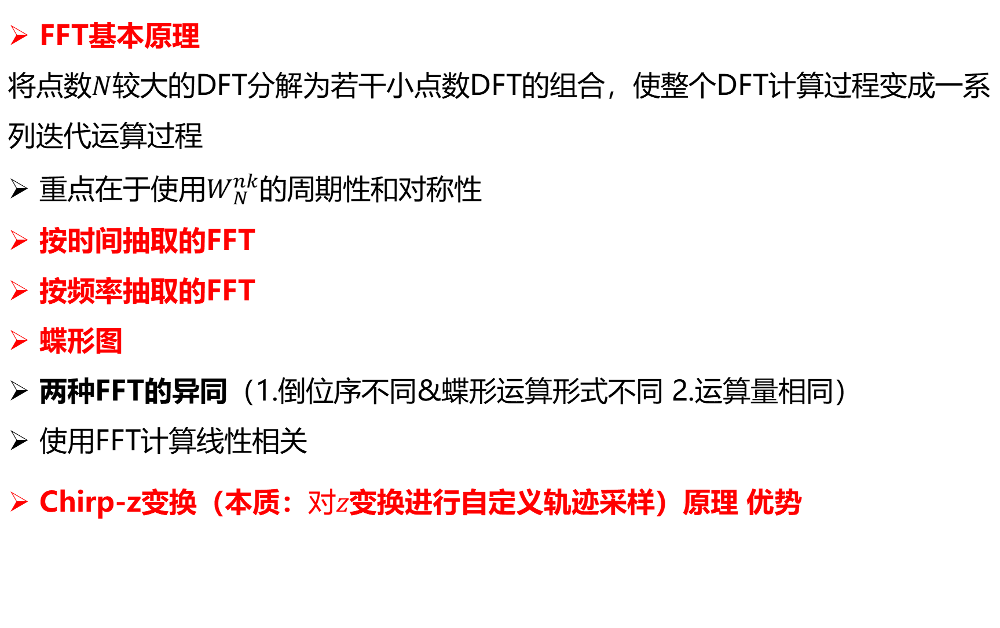 ➢ FFT基本原理
将点数N较大的DFT分解为若干小点数DFT的组合，使整个DFT计算过程变成一系
列迭代运算过程
➢ 重点在于使用$W_N^{nk}$的周期性和对称性
➢ 按时间抽取的FFT
➢ 按频率抽取的FFT
➢ 蝶形图
➢ 两种FFT的异同（1.倒位序不同&蝶形运算形式不同 2.运算量相同）
➢ 使用FFT计算线性相关
➢ Chirp-z变换（本质：对z变换进行自定义轨迹采样）原理 优势